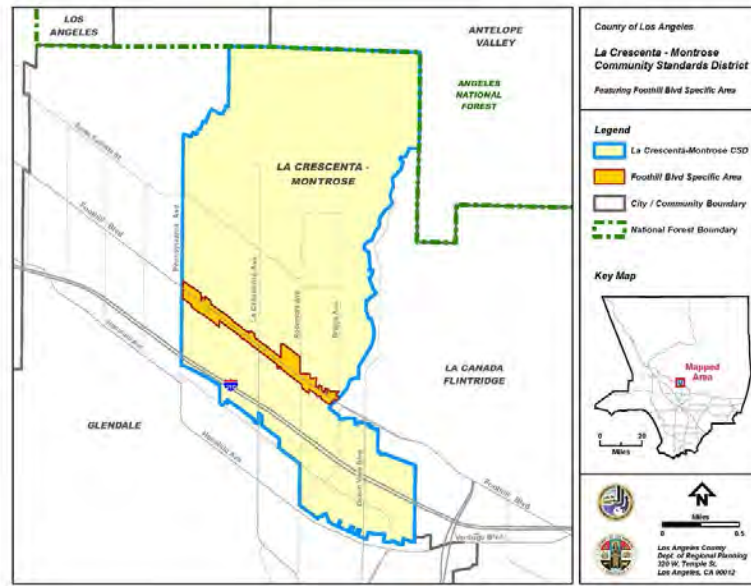 LOS
ANGELES
ANTELOPE
VALLEY
ANGELES
NATIONAL
FOREST
LA CRESCENTA -
MONTROSE
Foothill Blvd
Pennsylvania Ave
La Crescenta Ave
Rosemont Ave
Briggs Ave
LA CANADA
FLINTRIDGE
210
GLENDALE
Honolulu Ave
Ocean View Blvd
Foothill Blvd
Verdugo Blvd
County of Los Angeles
La Crescenta - Montrose
Community Standards District
Featuring Foothill Blvd Specific Area
Legend
La Crescenta-Montrose CSD
Foothill Blvd Specific Area
City / Community Boundary
National Forest Boundary
Key Map
Mapped
Area
0 20
Miles
N
Miles
0 0.5
Los Angeles County
Dept. of Regional Planning
320 W. Temple St.
Los Angeles, CA 90012